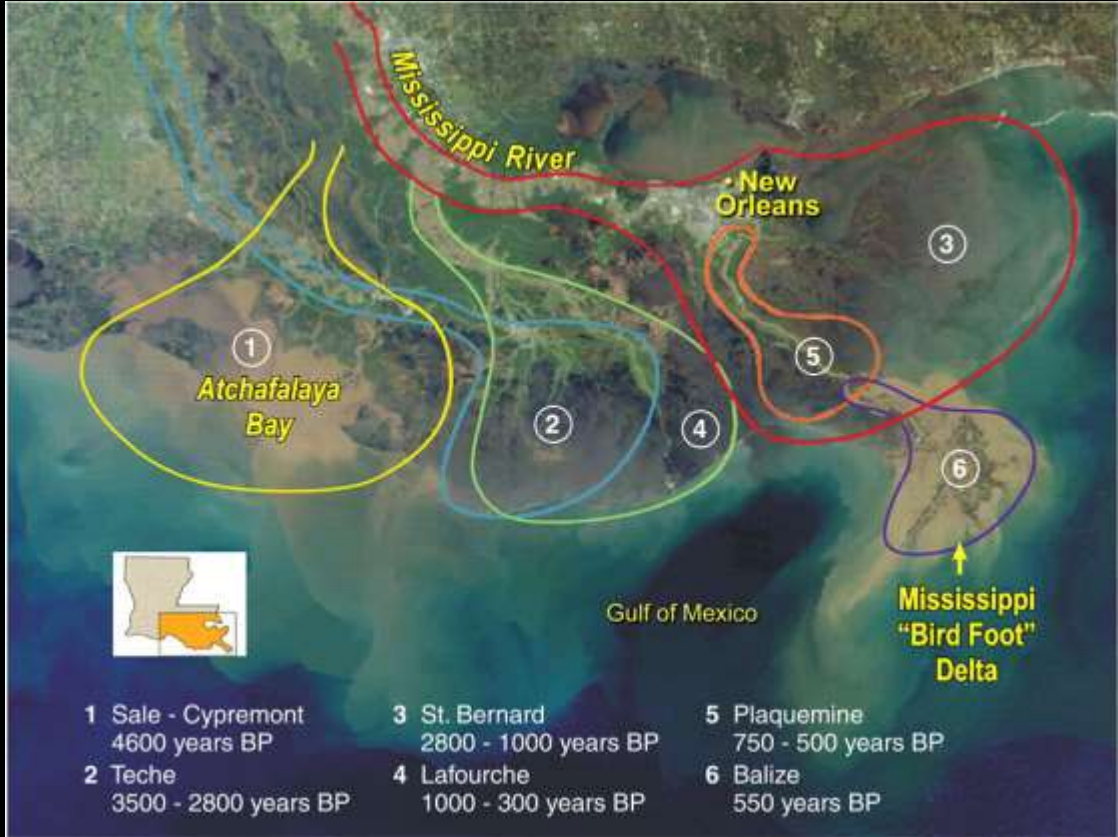 Mississippi River
New
Orleans
3
1
Atchafalaya
Bay
5
2
4
6
Gulf of Mexico
Mississippi
“Bird Foot”
Delta
1 Sale - Cypremont
4600 years BP
2 Teche
3500 - 2800 years BP
3 St. Bernard
2800 - 1000 years BP
4 Lafourche
1000 - 300 years BP
5 Plaquemine
750 - 500 years BP
6 Balize
550 years BP